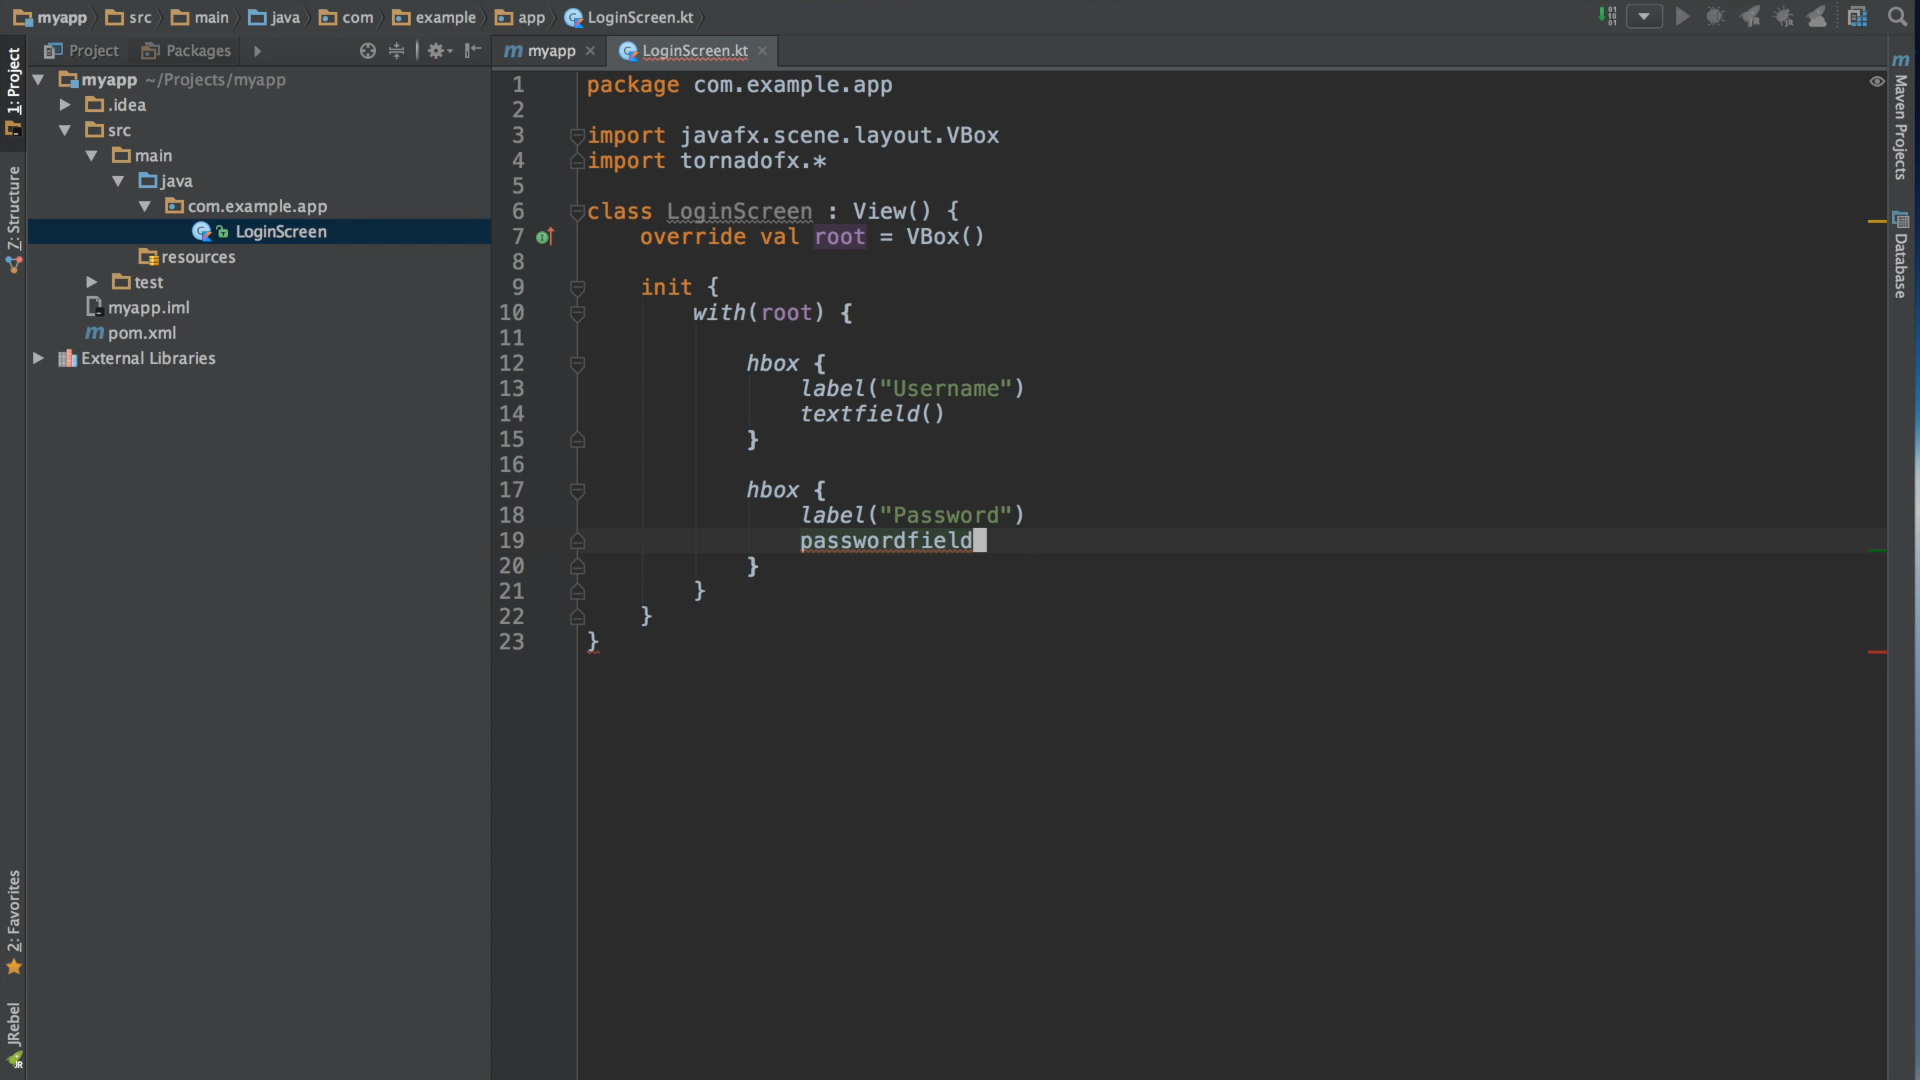 myapp src main java com example app LoginScreen.kt
Project Packages
myapp LoginScreen.kt
1: Project
Z: Structure
2: Favorites
JRebel
JR
myapp ~/Projects/myapp
.idea
src
main
java
com.example.app
LoginScreen
resources
test
myapp.iml
m pom.xml
External Libraries
1 package com.example.app
2
3 import javafx.scene.layout.VBox
4 import tornadofx.*
5
6 class LoginScreen : View() {
7 override val root = VBox()
8
9 init {
10 with(root) {
11
12 hbox {
13 label("Username")
14 textfield()
15 }
16
17 hbox {
18 label("Password")
19 passwordfield
20 }
21 }
22 }
23 }
m Maven Projects
Database